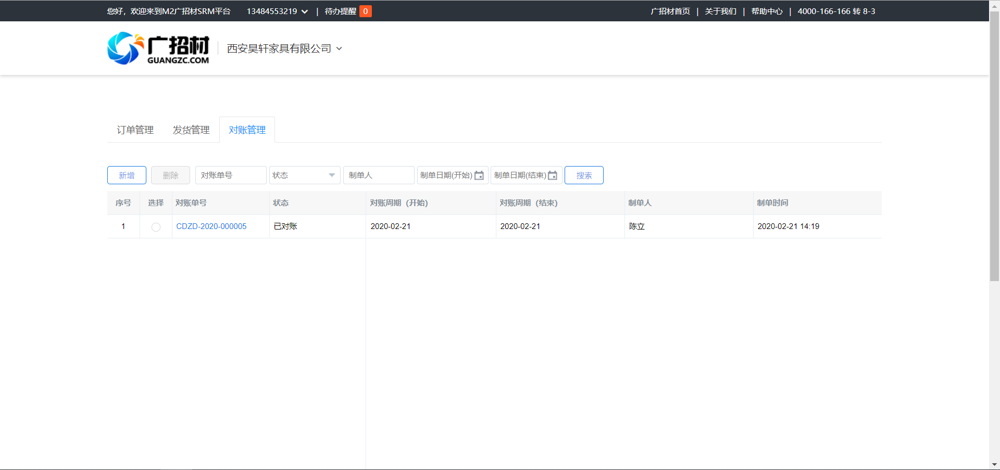 您好，欢迎来到M2广招材SRM平台 13484553219 | 待办提醒 0 广招材首页 | 关于我们 | 帮助中心 | 4000-166-166 转 8-3
广招材
GUANGZC.COM
西安昊轩家具有限公司
订单管理 发货管理 对账管理
新增 删除 对账单号 状态 制单人 制单日期(开始) 制单日期(结束) 搜索
序号 选择 对账单号 状态 对账周期（开始） 对账周期（结束） 制单人 制单时间
1 CDZD-2020-000005 已对账 2020-02-21 2020-02-21 陈立 2020-02-21 14:19